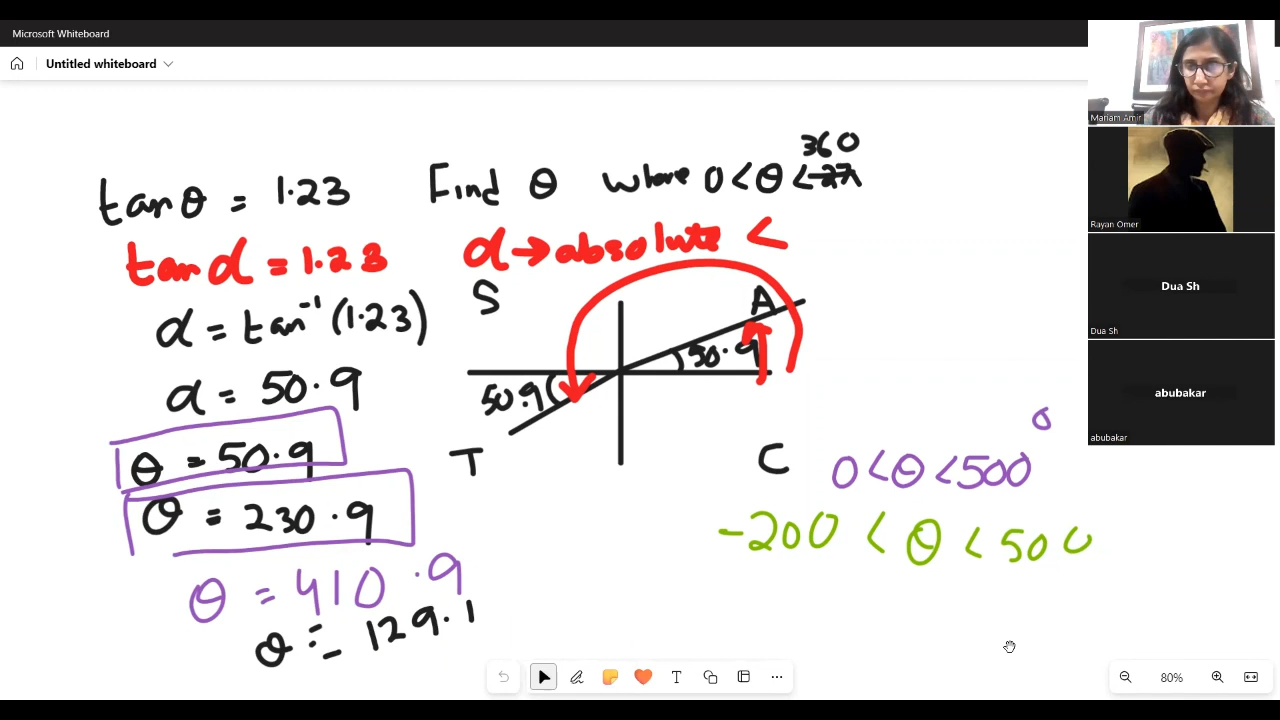 Microsoft Whiteboard
Untitled whiteboard
360
tanθ = 1.23 Find θ where 0 < θ < 2π
tan α = 1.23 α → absolute <
S A
α = tan⁻¹ (1.23)
50.9
α = 50.9 50.9
θ = 50.9
T C
0 < θ < 500°
θ = 230.9
-200 < θ < 500
θ = 410.9
θ = -129.1
Mariam Amir
Rayan Omer
Dua Sh
Dua Sh
abubakar
abubakar
80%